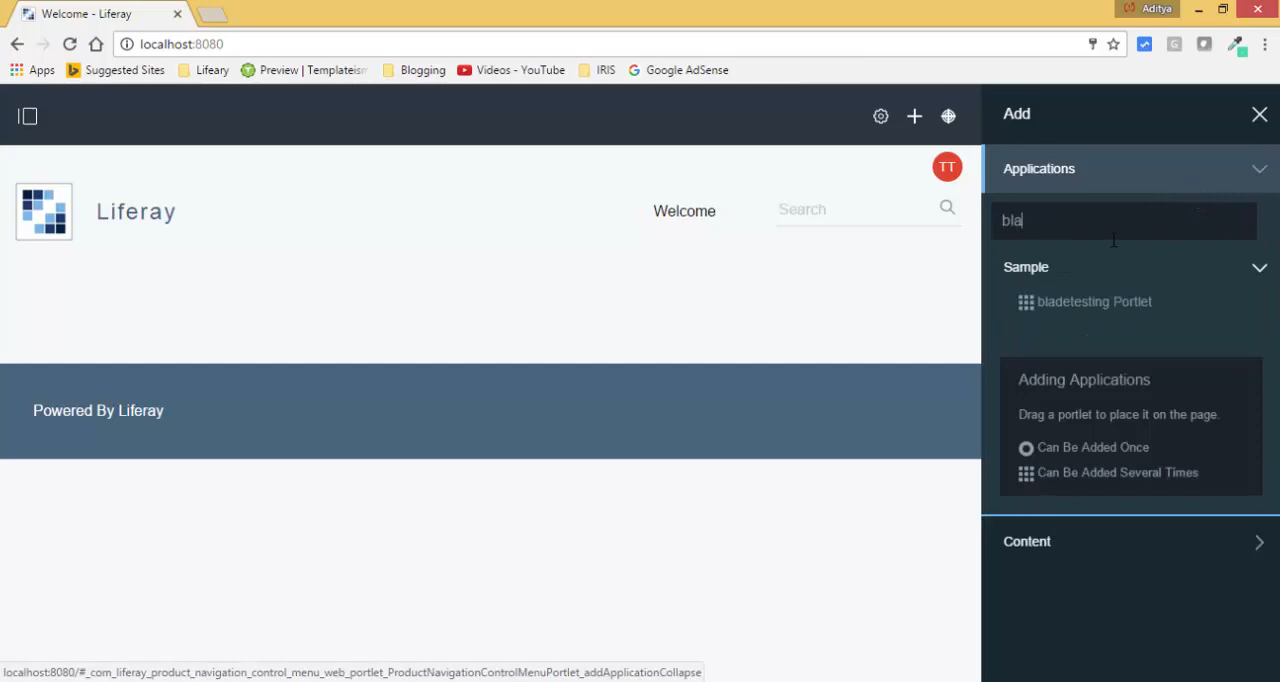 Welcome - Liferay
Aditya
localhost:8080
Apps
Suggested Sites
Lifeary
Preview | Templateism
Blogging
Videos - YouTube
IRIS
Google AdSense
Add
Applications
TT
Liferay
Welcome
Search
bla
Sample
bladetesting Portlet
Adding Applications
Drag a portlet to place it on the page.
Can Be Added Once
Can Be Added Several Times
Powered By Liferay
Content
localhost:8080/#_com_liferay_product_navigation_control_menu_web_portlet_ProductNavigationControlMenuPortlet_addApplicationCollapse